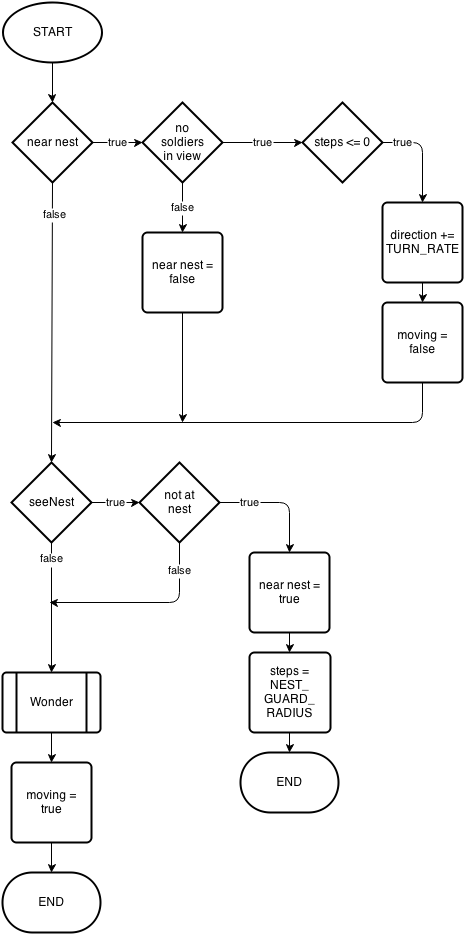 START
near nest
true
no
soldiers
in view
true
steps <= 0
true
false
false
direction +=
TURN_RATE
near nest =
false
moving =
false
seeNest
true
not at
nest
true
false
false
near nest =
true
steps =
NEST_
GUARD_
RADIUS
Wonder
END
moving =
true
END